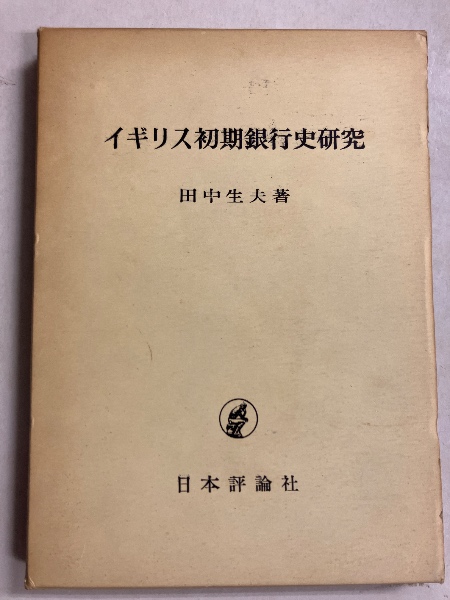 イギリス初期銀行史研究
田中生夫著
日本評論社